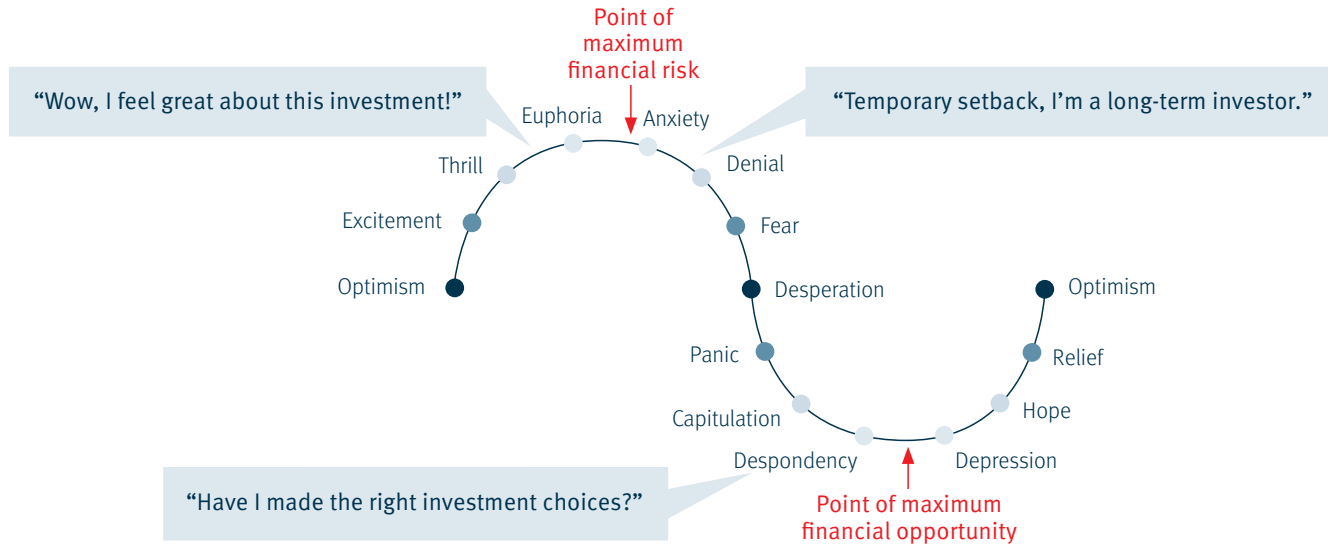 Point of
maximum
financial risk
“Wow, I feel great about this investment!”
“Temporary setback, I’m a long-term investor.”
Euphoria
Anxiety
Thrill
Denial
Excitement
Fear
Optimism
Desperation
Optimism
Panic
Relief
Capitulation
Hope
Despondency
Depression
“Have I made the right investment choices?”
Point of maximum
financial opportunity